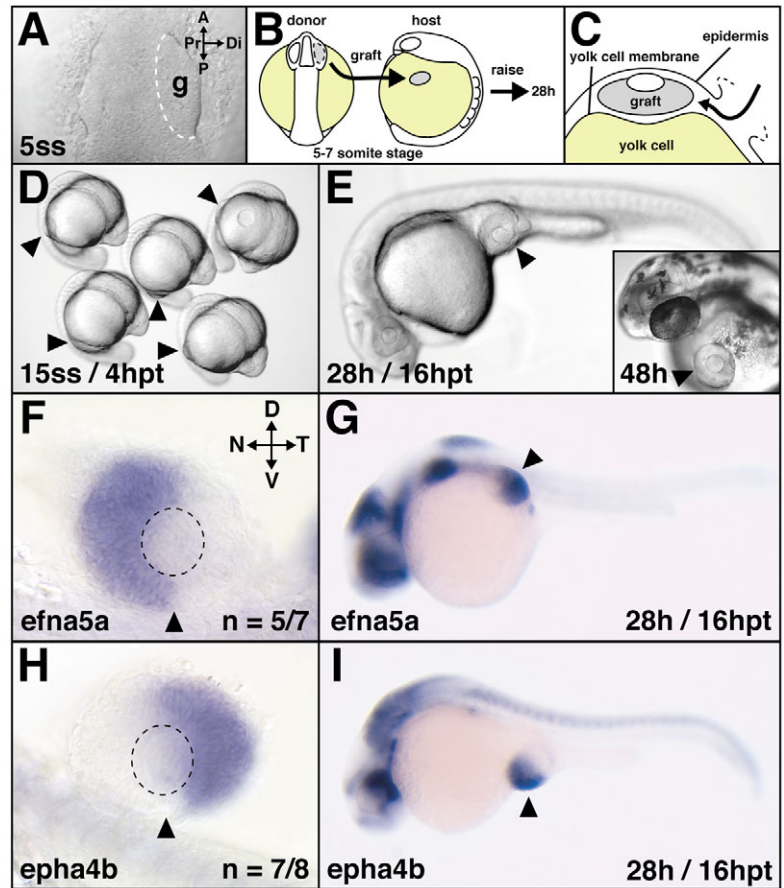 A
A
Pr Di
P
g
5ss
B
donor
host
graft
raise
28h
5-7 somite stage
C
epidermis
yolk cell membrane
graft
yolk cell
D
15ss / 4hpt
E
28h / 16hpt
48h
F
D
N T
V
efna5a
n = 5/7
G
efna5a
28h / 16hpt
H
epha4b
n = 7/8
I
epha4b
28h / 16hpt